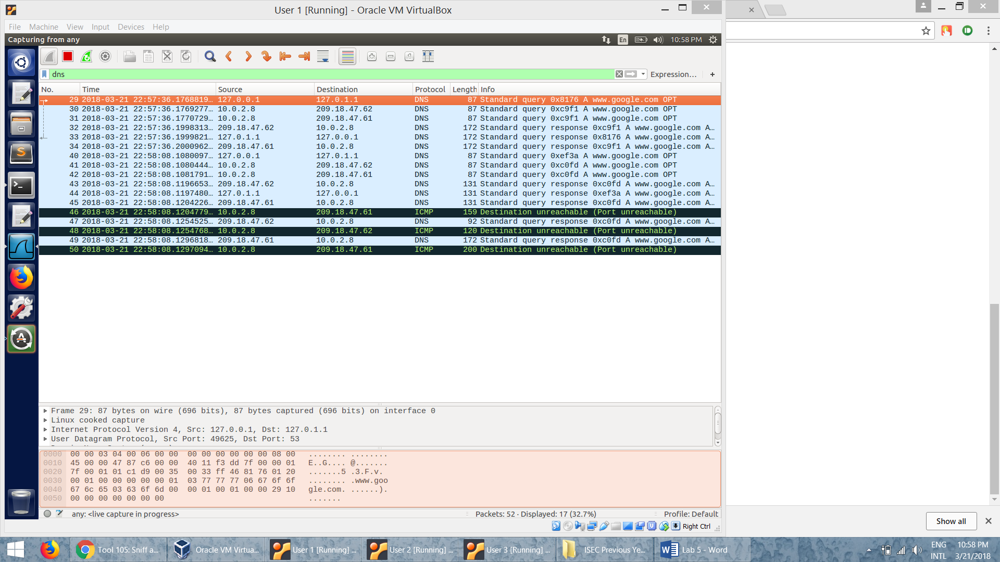 User 1 [Running] - Oracle VM VirtualBox
File Machine View Input Devices Help
Capturing from any
En
10:58 PM
dns
Expression…
+
No. Time Source Destination Protocol Length Info
29 2018-03-21 22:57:36.1768819… 127.0.0.1 127.0.1.1 DNS 87 Standard query 0x8176 A www.google.com OPT
30 2018-03-21 22:57:36.1769277… 10.0.2.8 209.18.47.62 DNS 87 Standard query 0xc9f1 A www.google.com OPT
31 2018-03-21 22:57:36.1770729… 10.0.2.8 209.18.47.61 DNS 87 Standard query 0xc9f1 A www.google.com OPT
32 2018-03-21 22:57:36.1998313… 209.18.47.62 10.0.2.8 DNS 172 Standard query response 0xc9f1 A www.google.com A…
33 2018-03-21 22:57:36.1999821… 127.0.1.1 127.0.0.1 DNS 172 Standard query response 0x8176 A www.google.com A…
34 2018-03-21 22:57:36.2000962… 209.18.47.61 10.0.2.8 DNS 172 Standard query response 0xc9f1 A www.google.com A…
40 2018-03-21 22:58:08.1080097… 127.0.0.1 127.0.1.1 DNS 87 Standard query 0xef3a A www.google.com OPT
41 2018-03-21 22:58:08.1080444… 10.0.2.8 209.18.47.62 DNS 87 Standard query 0xc0fd A www.google.com OPT
42 2018-03-21 22:58:08.1081791… 10.0.2.8 209.18.47.61 DNS 87 Standard query 0xc0fd A www.google.com OPT
43 2018-03-21 22:58:08.1196653… 209.18.47.62 10.0.2.8 DNS 131 Standard query response 0xc0fd A www.google.com A…
44 2018-03-21 22:58:08.1197480… 127.0.1.1 127.0.0.1 DNS 131 Standard query response 0xef3a A www.google.com A…
45 2018-03-21 22:58:08.1204226… 209.18.47.61 10.0.2.8 DNS 131 Standard query response 0xc0fd A www.google.com A…
46 2018-03-21 22:58:08.1204779… 10.0.2.8 209.18.47.61 ICMP 159 Destination unreachable (Port unreachable)
47 2018-03-21 22:58:08.1254525… 209.18.47.62 10.0.2.8 DNS 92 Standard query response 0xc0fd A www.google.com A…
48 2018-03-21 22:58:08.1254768… 10.0.2.8 209.18.47.62 ICMP 120 Destination unreachable (Port unreachable)
49 2018-03-21 22:58:08.1296818… 209.18.47.61 10.0.2.8 DNS 172 Standard query response 0xc0fd A www.google.com A…
50 2018-03-21 22:58:08.1297094… 10.0.2.8 209.18.47.61 ICMP 200 Destination unreachable (Port unreachable)
Frame 29: 87 bytes on wire (696 bits), 87 bytes captured (696 bits) on interface 0
Linux cooked capture
Internet Protocol Version 4, Src: 127.0.0.1, Dst: 127.0.1.1
User Datagram Protocol, Src Port: 49625, Dst Port: 53
0000 00 00 03 04 00 06 00 00 00 00 00 00 00 00 08 00 ........ ........
0010 45 00 00 47 87 c6 00 00 40 11 f3 dd 7f 00 00 01 E..G.... @.......
0020 7f 00 01 01 c1 d9 00 35 00 33 ff 46 81 76 01 20 .......5 .3.F.v.
0030 00 01 00 00 00 00 00 01 03 77 77 77 06 67 6f 6f ........ .www.goo
0040 67 6c 65 03 63 6f 6d 00 00 01 00 01 00 00 29 10 gle.com. ......).
0050 00 00 00 00 00 00 00 .......
any: <live capture in progress>
Packets: 52 · Displayed: 17 (32.7%)
Profile: Default
Right Ctrl
Show all
Tool 105: Sniff a...
Oracle VM Virtua...
User 1 [Running] ...
User 2 [Running] ...
User 3 [Running] ...
ISEC Previous Ye...
Lab 5 - Word
ENG
INTL
10:58 PM
3/21/2018